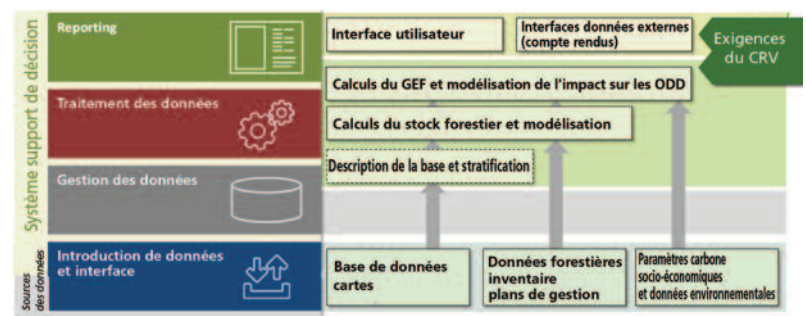 Système support de décision
Sources
des données
Reporting
Traitement des données
Gestion des données
Introduction de données
et interface
Interface utilisateur
Interfaces données externes
(compte rendus)
Exigences
du CRV
Calculs du GEF et modélisation de l'impact sur les ODD
Calculs du stock forestier et modélisation
Description de la base et stratification
Base de données
cartes
Données forestières
inventaire
plans de gestion
Paramètres carbone
socio-économiques
et données environnementales